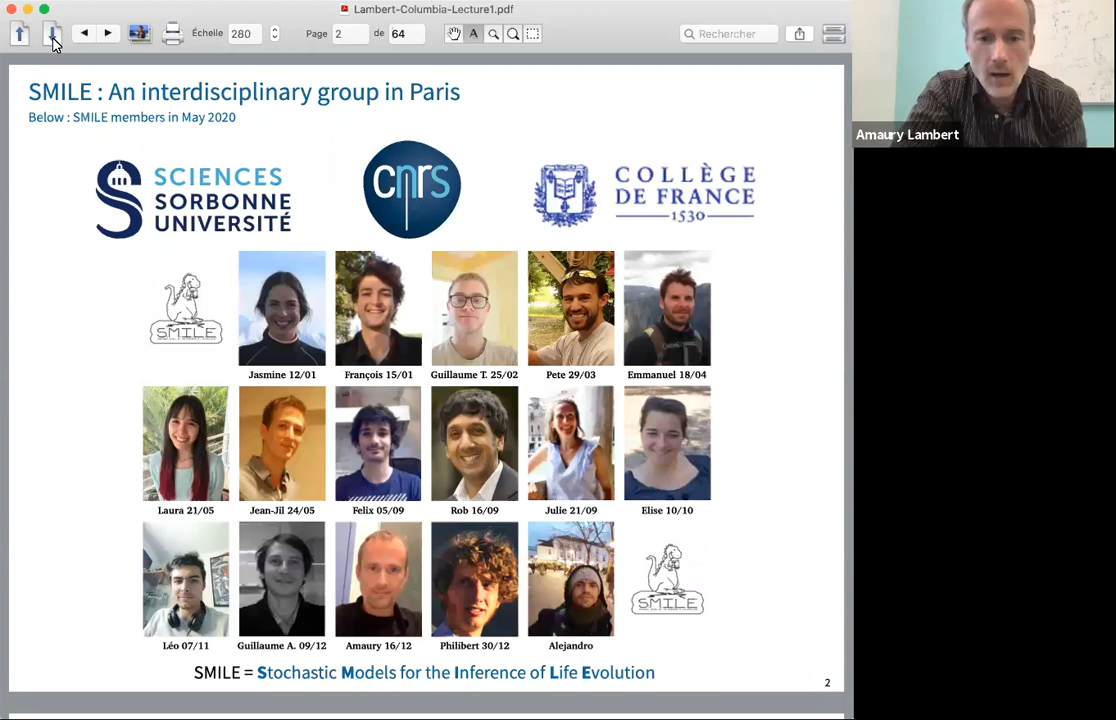 Lambert-Columbia-Lecture1.pdf
Échelle 280 Page 2 de 64 Rechercher
SMILE : An interdisciplinary group in Paris
Below : SMILE members in May 2020
SCIENCES
SORBONNE
UNIVERSITÉ
cnrs
COLLÈGE
DE FRANCE
1530
SMILE
Jasmine 12/01 François 15/01 Guillaume T. 25/02 Pete 29/03 Emmanuel 18/04
Laura 21/05 Jean-Jil 24/05 Felix 05/09 Rob 16/09 Julie 21/09 Elise 10/10
SMILE
Léo 07/11 Guillaume A. 09/12 Amaury 16/12 Philibert 30/12 Alejandro
SMILE = Stochastic Models for the Inference of Life Evolution
2
Amaury Lambert